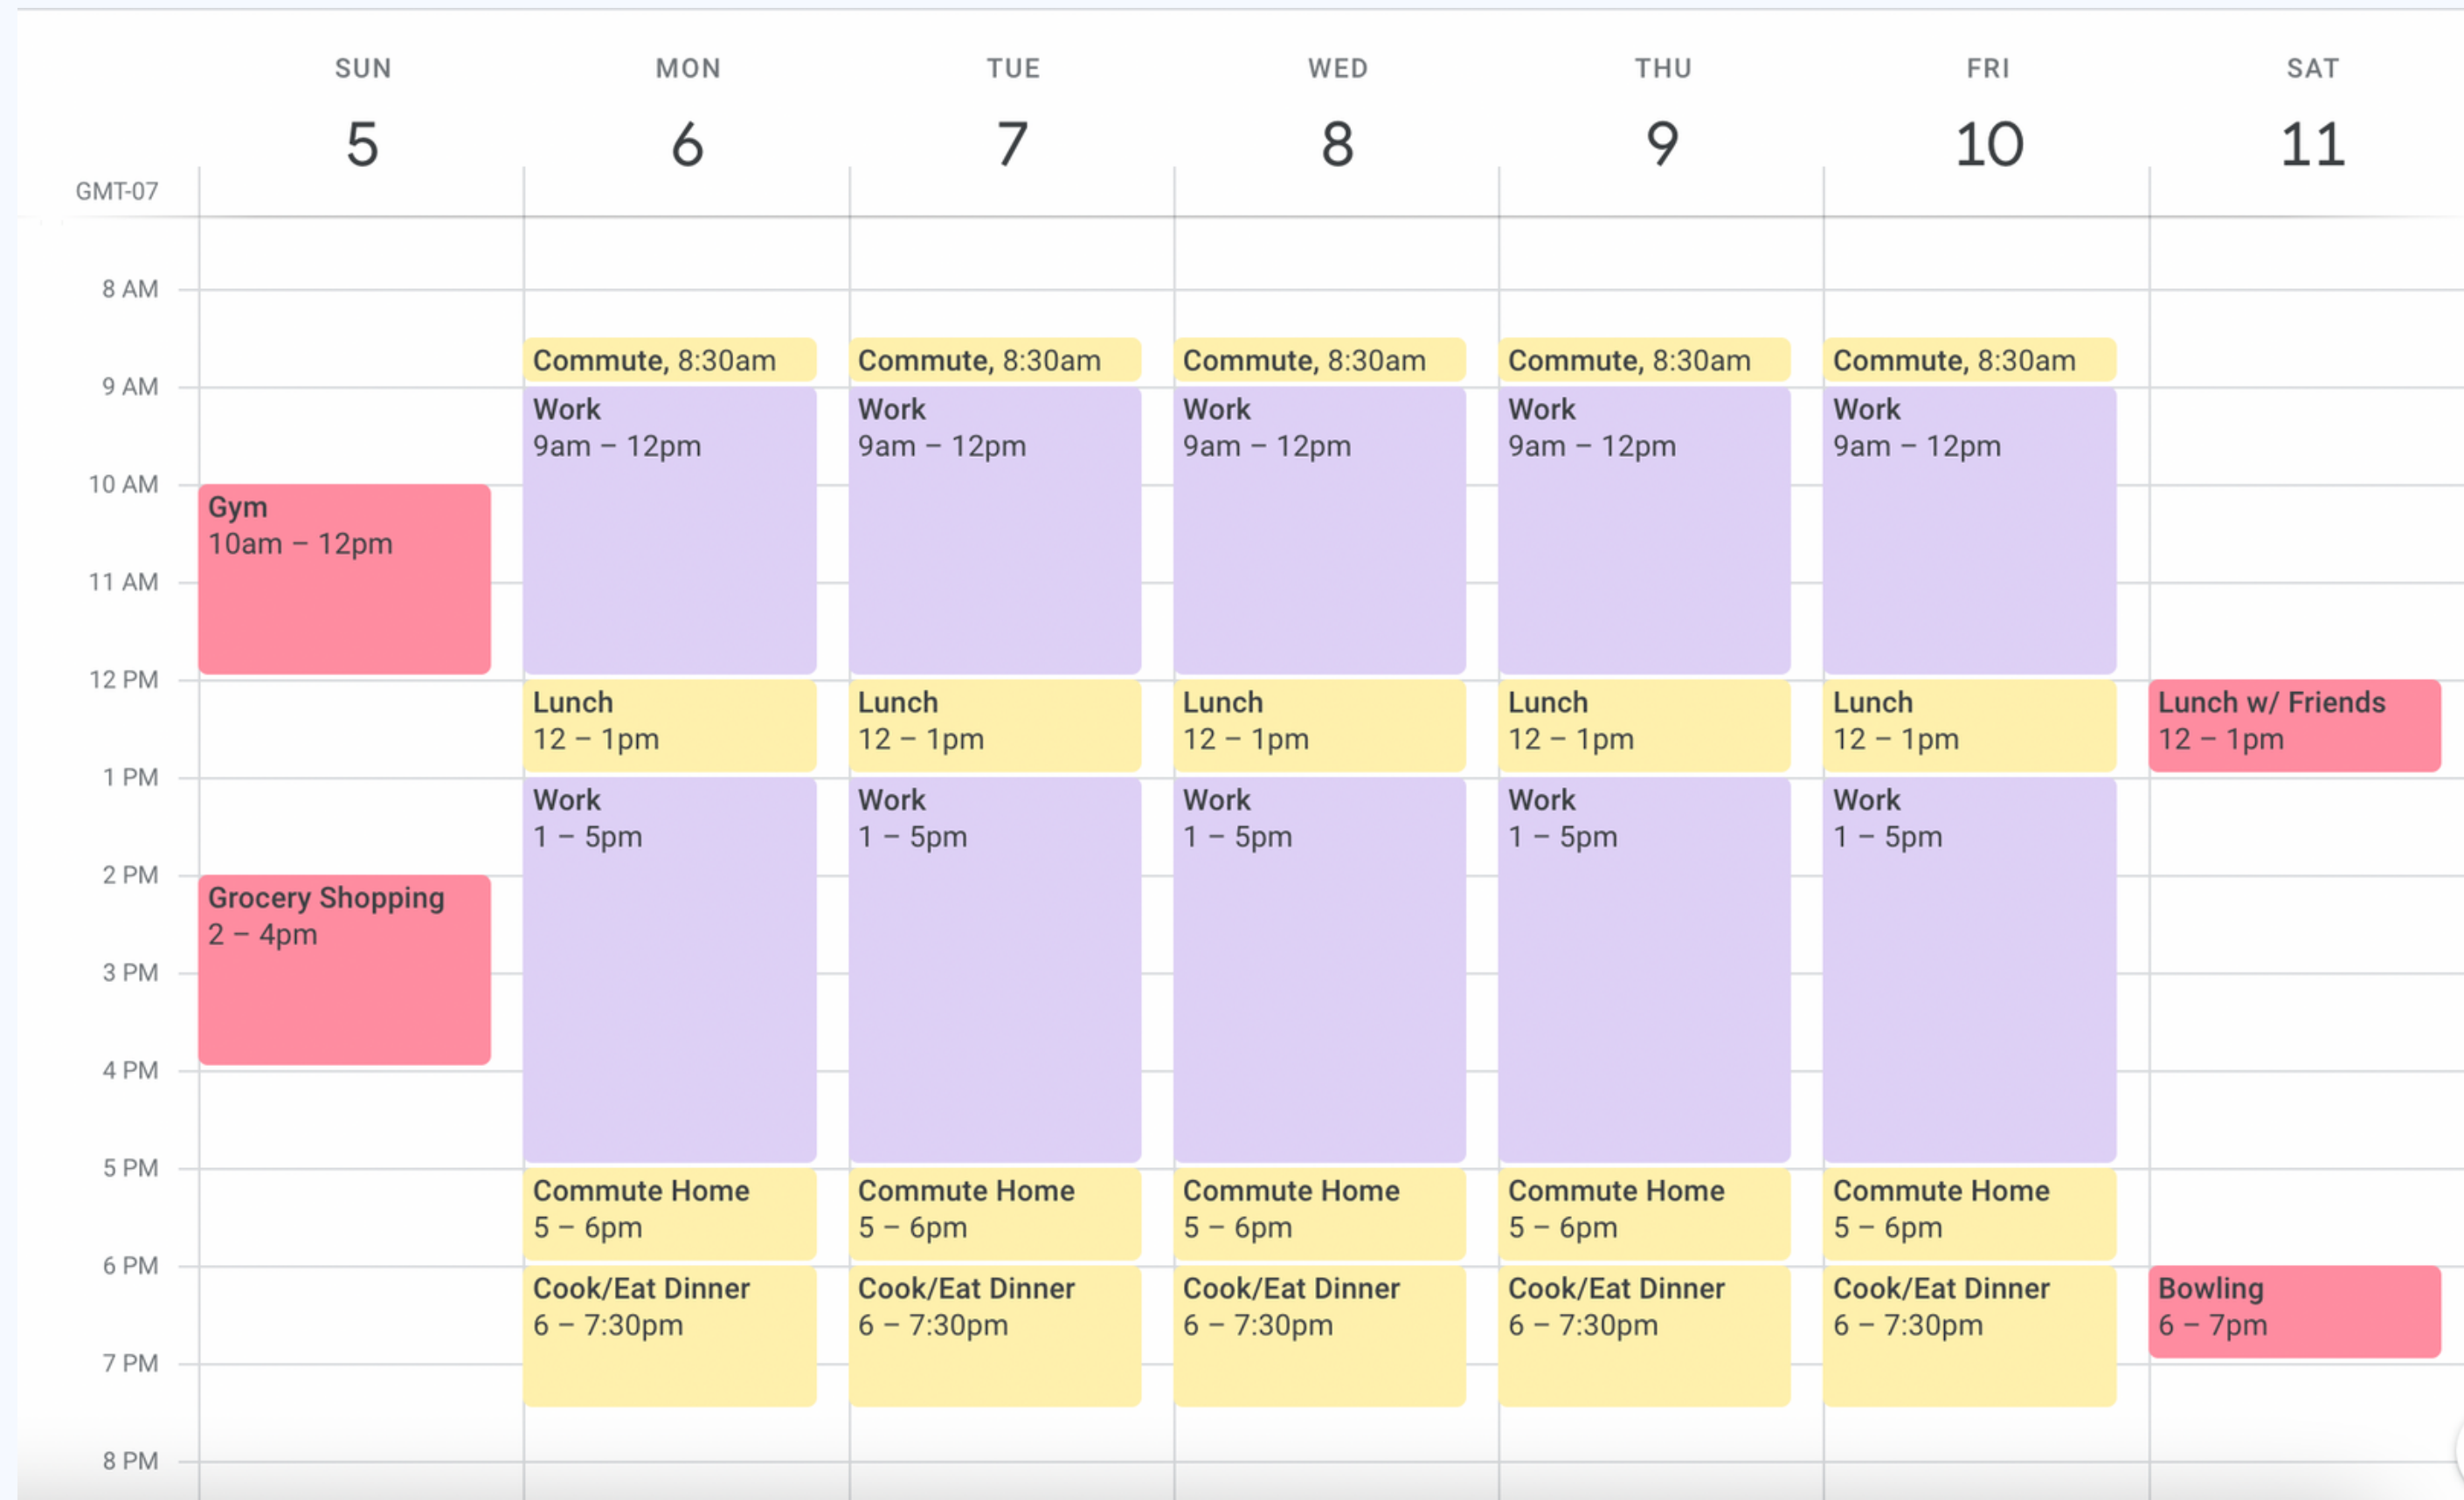 SUN
5
MON
6
TUE
7
WED
8
THU
9
FRI
10
SAT
11
GMT-07
8 AM
9 AM
10 AM
11 AM
12 PM
1 PM
2 PM
3 PM
4 PM
5 PM
6 PM
7 PM
8 PM
Gym
10am – 12pm
Grocery Shopping
2 – 4pm
Commute, 8:30am
Work
9am – 12pm
Lunch
12 – 1pm
Work
1 – 5pm
Commute Home
5 – 6pm
Cook/Eat Dinner
6 – 7:30pm
Commute, 8:30am
Work
9am – 12pm
Lunch
12 – 1pm
Work
1 – 5pm
Commute Home
5 – 6pm
Cook/Eat Dinner
6 – 7:30pm
Commute, 8:30am
Work
9am – 12pm
Lunch
12 – 1pm
Work
1 – 5pm
Commute Home
5 – 6pm
Cook/Eat Dinner
6 – 7:30pm
Commute, 8:30am
Work
9am – 12pm
Lunch
12 – 1pm
Work
1 – 5pm
Commute Home
5 – 6pm
Cook/Eat Dinner
6 – 7:30pm
Commute, 8:30am
Work
9am – 12pm
Lunch
12 – 1pm
Work
1 – 5pm
Commute Home
5 – 6pm
Cook/Eat Dinner
6 – 7:30pm
Lunch w/ Friends
12 – 1pm
Bowling
6 – 7pm